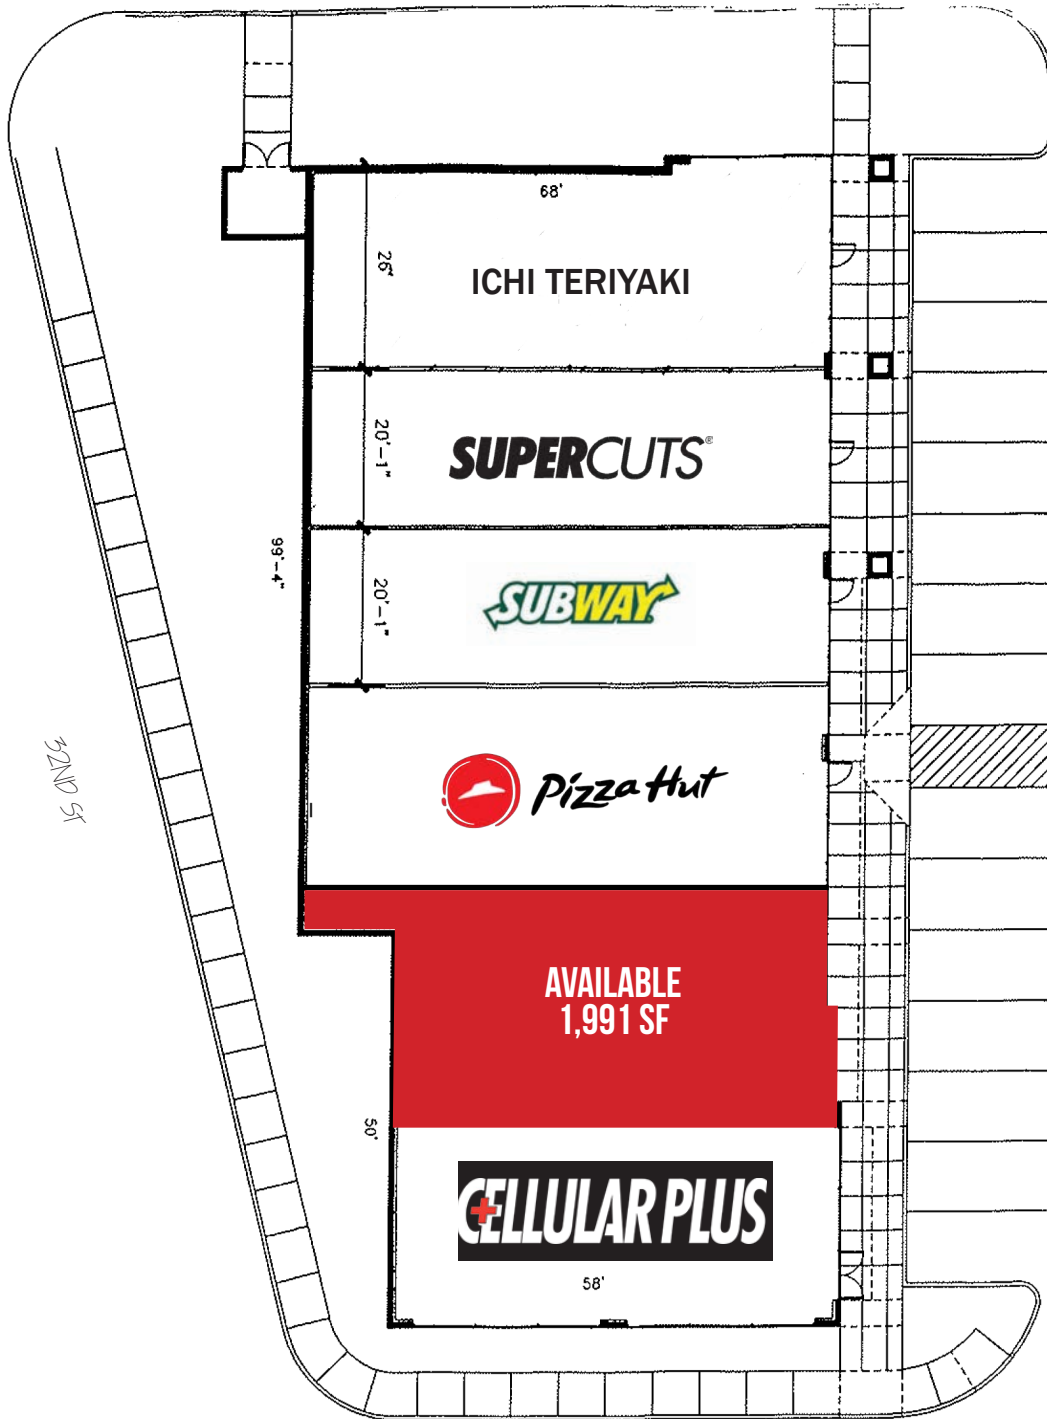 68'
26'
ICHI TERIYAKI
20'-1"
SUPERCUTS®
99'-4"
20'-1"
SUBWAY
32ND ST
Pizza Hut
AVAILABLE
1,991 SF
50'
CELLULAR PLUS
58'